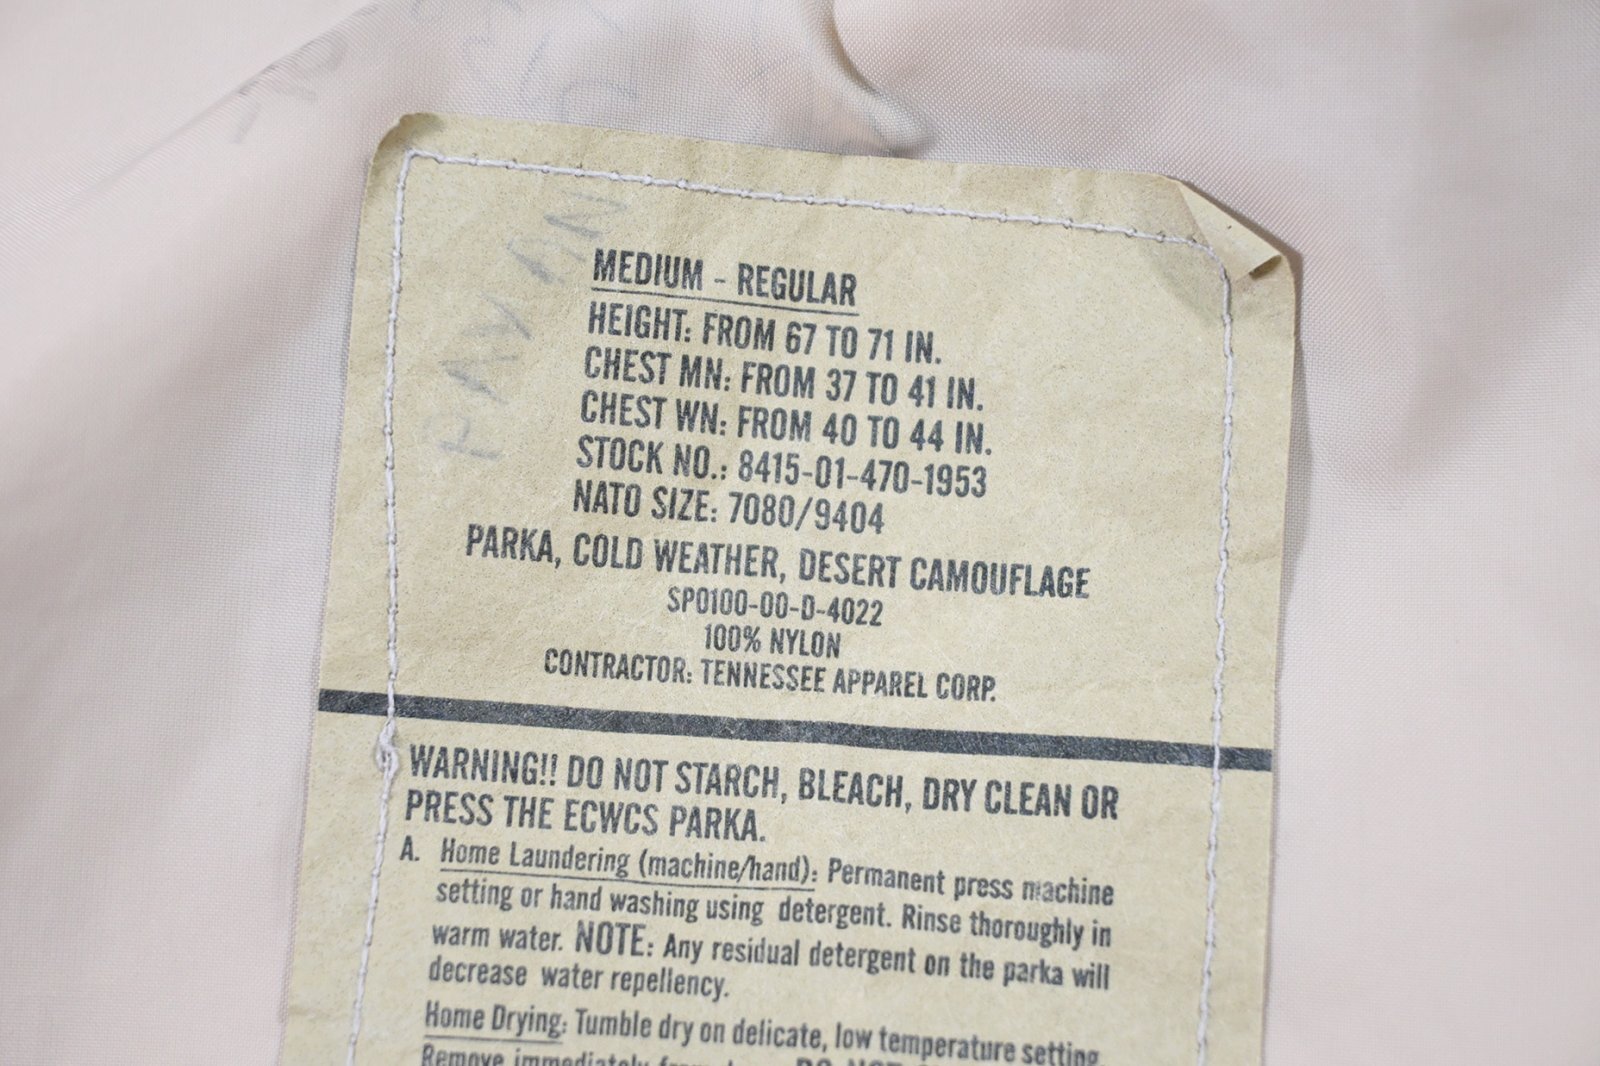 MEDIUM - REGULAR
HEIGHT: FROM 67 TO 71 IN.
CHEST MN: FROM 37 TO 41 IN.
CHEST WN: FROM 40 TO 44 IN.
STOCK NO.: 8415-01-470-1953
NATO SIZE: 7080/9404
PARKA, COLD WEATHER, DESERT CAMOUFLAGE
SP0100-00-D-4022
100% NYLON
CONTRACTOR: TENNESSEE APPAREL CORP.
WARNING!! DO NOT STARCH, BLEACH, DRY CLEAN OR
PRESS THE ECWCS PARKA.
A. Home Laundering (machine/hand): Permanent press machine
setting or hand washing using detergent. Rinse thoroughly in
warm water. NOTE: Any residual detergent on the parka will
decrease water repellency.
Home Drying: Tumble dry on delicate, low temperature setting.
Remove immediately